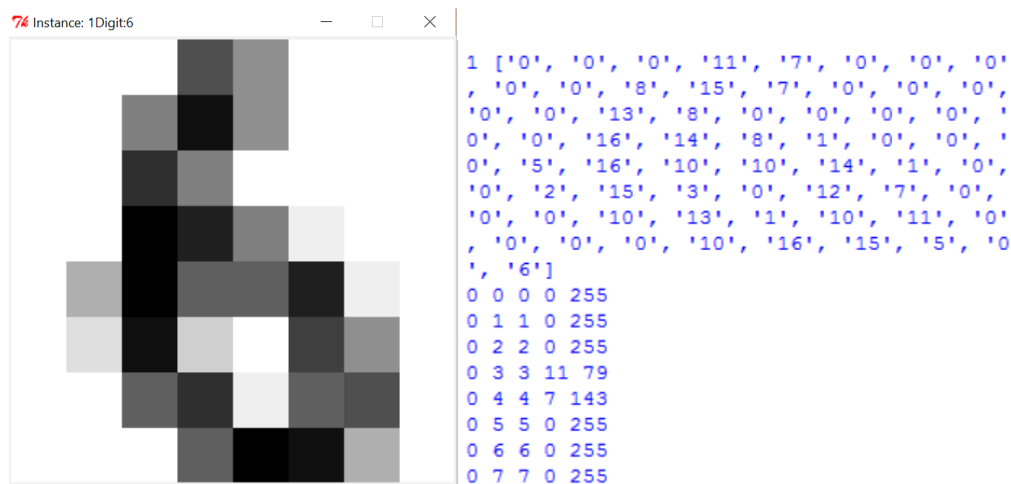 Instance: 1Digit:6
1 ['0', '0', '0', '11', '7', '0', '0', '0'
, '0', '0', '8', '15', '7', '0', '0', '0',
'0', '0', '13', '8', '0', '0', '0', '0', '
0', '0', '16', '14', '8', '1', '0', '0', '
0', '5', '16', '10', '10', '14', '1', '0',
'0', '2', '15', '3', '0', '12', '7', '0',
'0', '0', '10', '13', '1', '10', '11', '0'
, '0', '0', '0', '10', '16', '15', '5', '0
', '6']
0 0 0 0 255
0 1 1 0 255
0 2 2 0 255
0 3 3 11 79
0 4 4 7 143
0 5 5 0 255
0 6 6 0 255
0 7 7 0 255